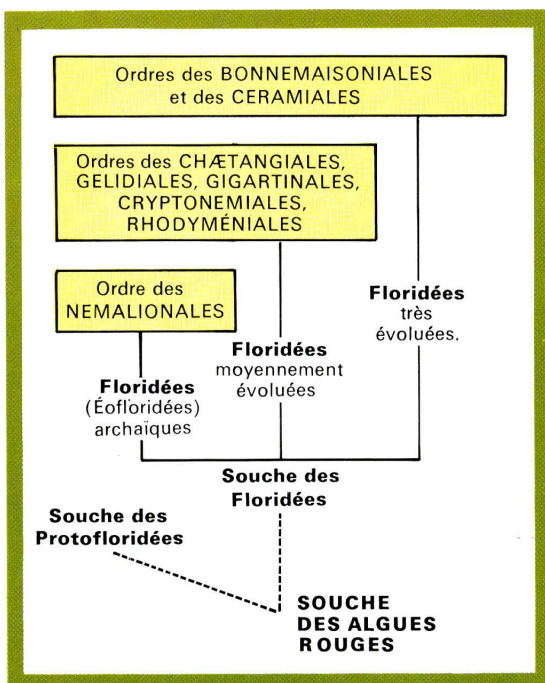 Ordres des BONNEMAISONIALES
et des CERAMIALES
Ordres des CHÆTANGIALES,
GELIDIALES, GIGARTINALES,
CRYPTONEMIALES,
RHODYMÉNIALES
Ordre des
NEMALIONALES
Floridées
très
évoluées.
Floridées
moyennement
évoluées
Floridées
(Éofloridées)
archaïques
Souche des
Floridées
Souche des
Protofloridées
SOUCHE
DES ALGUES
ROUGES